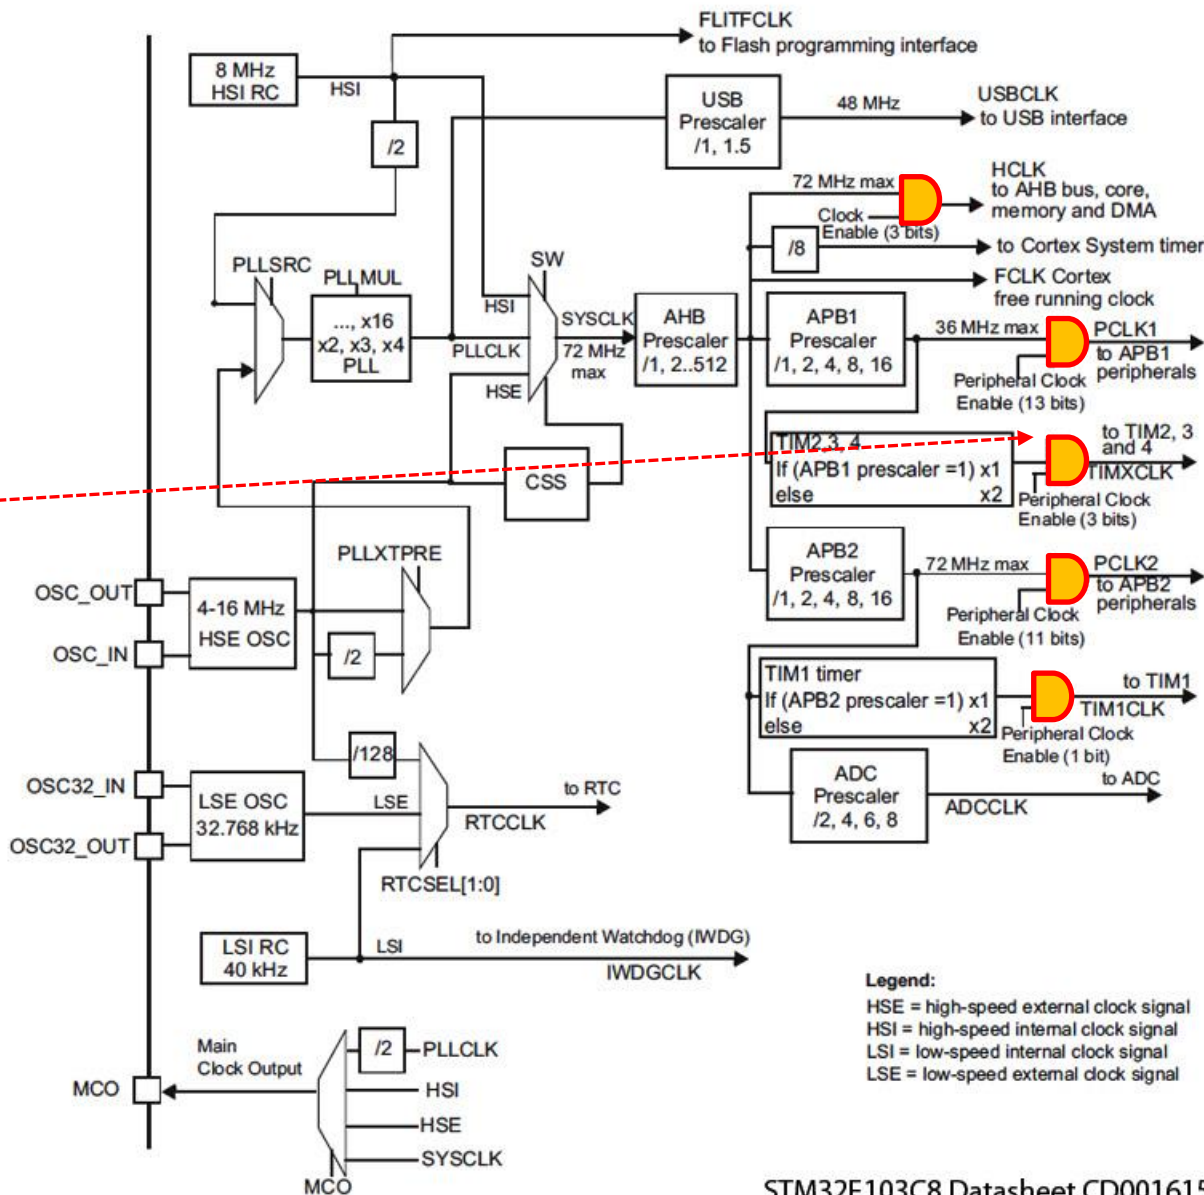 FLITFCLK
to Flash programming interface
8 MHz
HSI RC
HSI
/2
USB
Prescaler
/1, 1.5
48 MHz
USBCLK
to USB interface
72 MHz max
Clock
Enable (3 bits)
HCLK
to AHB bus, core,
memory and DMA
/8
to Cortex System timer
FCLK Cortex
free running clock
PLLSRC
PLLMUL
..., x16
x2, x3, x4
PLL
SW
HSI
PLLCLK
HSE
SYSCLK
72 MHz
max
AHB
Prescaler
/1, 2..512
APB1
Prescaler
/1, 2, 4, 8, 16
36 MHz max
PCLK1
to APB1
peripherals
Peripheral Clock
Enable (13 bits)
TIM2,3, 4
If (APB1 prescaler =1) x1
else x2
to TIM2, 3
and 4
TIMXCLK
Peripheral Clock
Enable (3 bits)
CSS
PLLXTPRE
OSC_OUT
OSC_IN
4-16 MHz
HSE OSC
/2
APB2
Prescaler
/1, 2, 4, 8, 16
72 MHz max
PCLK2
to APB2
peripherals
Peripheral Clock
Enable (11 bits)
TIM1 timer
If (APB2 prescaler =1) x1
else x2
to TIM1
TIM1CLK
Peripheral Clock
Enable (1 bit)
/128
OSC32_IN
OSC32_OUT
LSE OSC
32.768 kHz
LSE
to RTC
RTCCLK
RTCSEL[1:0]
ADC
Prescaler
/2, 4, 6, 8
to ADC
ADCCLK
LSI RC
40 kHz
LSI
to Independent Watchdog (IWDG)
IWDGCLK
Legend:
HSE = high-speed external clock signal
HSI = high-speed internal clock signal
LSI = low-speed internal clock signal
LSE = low-speed external clock signal
Main
Clock Output
MCO
/2
PLLCLK
HSI
HSE
SYSCLK
MCO
STM32F103C8 Datasheet CD001615